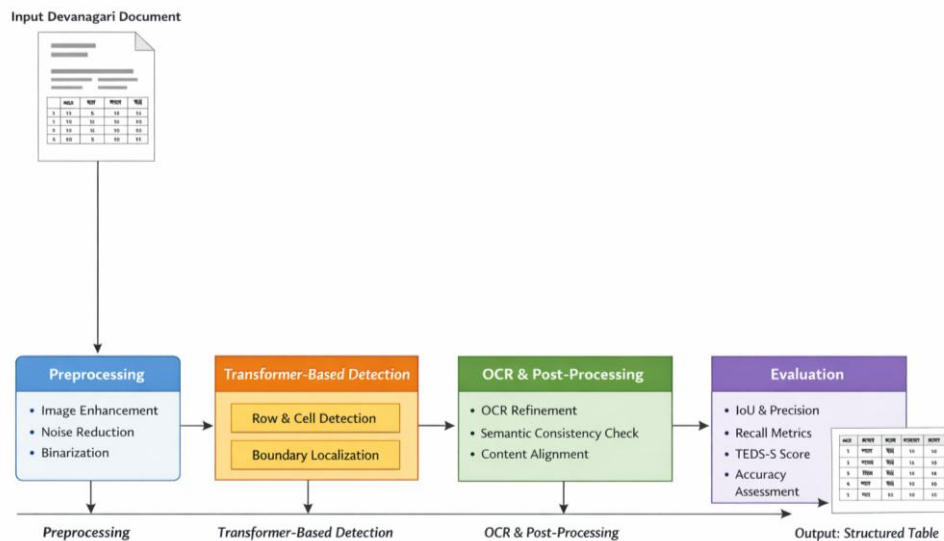 Input Devanagari Document
Preprocessing
• Image Enhancement
• Noise Reduction
• Binarization
Transformer-Based Detection
Row & Cell Detection
Boundary Localization
OCR & Post-Processing
• OCR Refinement
• Semantic Consistency Check
• Content Alignment
Evaluation
• IoU & Precision
• Recall Metrics
• TEDS-S Score
• Accuracy
Assessment
Preprocessing
Transformer-Based Detection
OCR & Post-Processing
Output: Structured Table